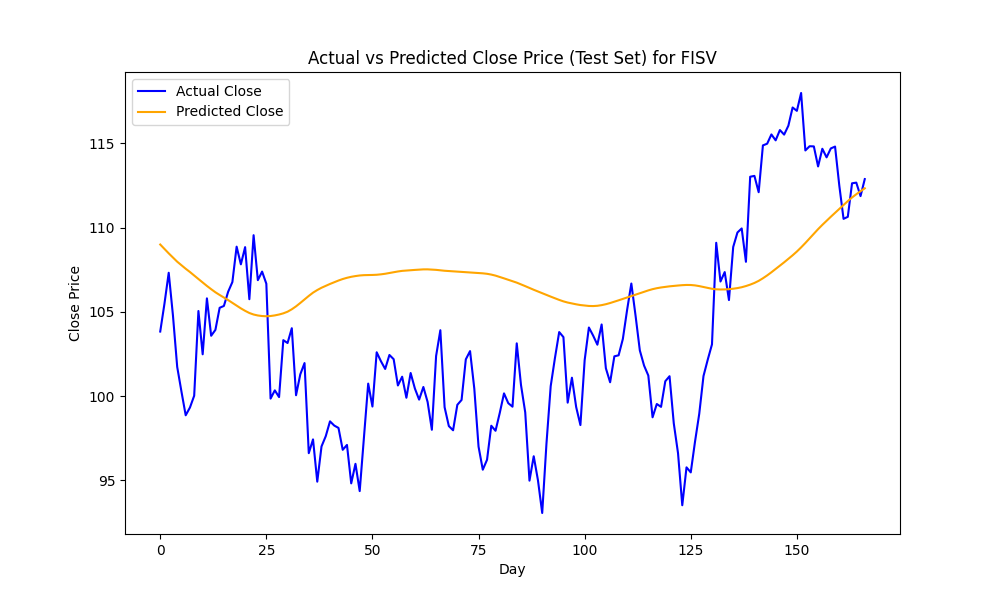 Actual vs Predicted Close Price (Test Set) for FISV
Actual Close
Predicted Close
Close Price
115
110
105
100
95
0 25 50 75 100 125 150
Day